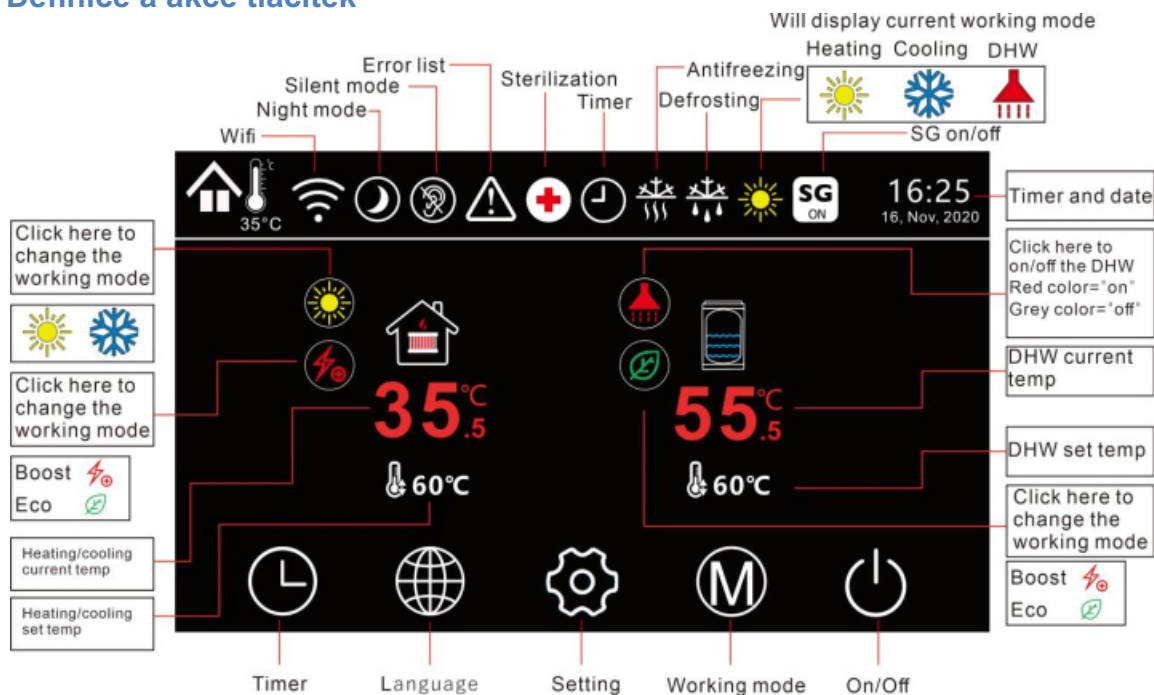 Definice a akce tlačítek
Will display current working mode
Heating Cooling DHW
Error list
Silent mode
Night mode
Wifi
Sterilization
Timer
Antifreezing
Defrosting
SG on/off
35°C
°C
SG
ON
16:25
16, Nov, 2020
Timer and date
Click here to
change the
working mode
Click here to
change the
working mode
Boost
Eco
Heating/cooling
current temp
Heating/cooling
set temp
35.5°C
60°C
55.5°C
60°C
Click here to
on/off the DHW
Red color="on"
Grey color="off"
DHW current
temp
DHW set temp
Click here to
change the
working mode
Boost
Eco
M
Timer
Language
Setting
Working mode
On/Off